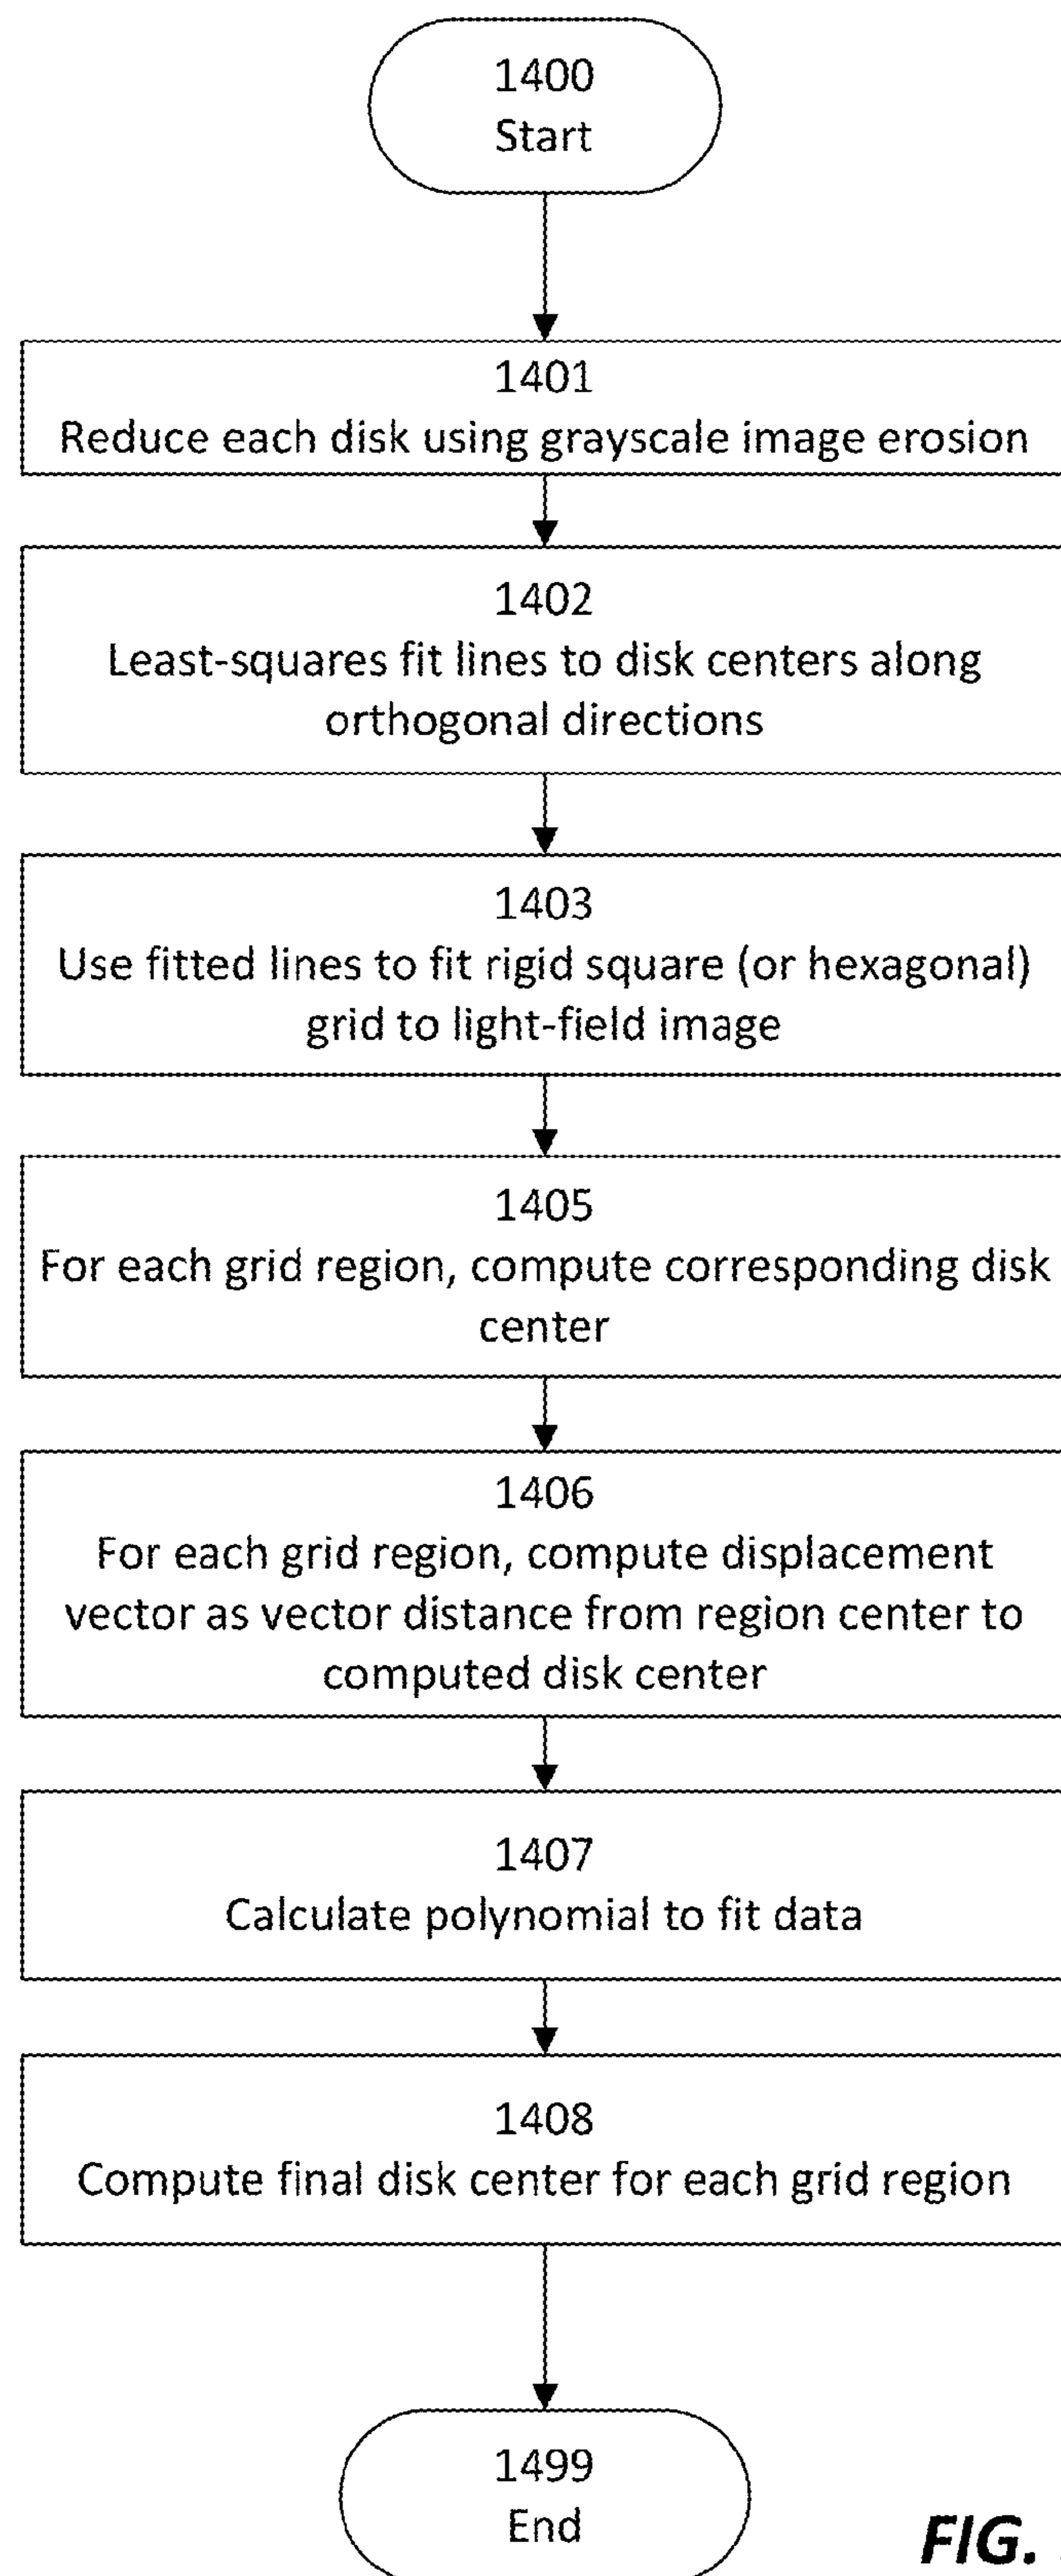 1400
Start
1401
Reduce each disk using grayscale image erosion
1402
Least-squares fit lines to disk centers along
orthogonal directions
1403
Use fitted lines to fit rigid square (or hexagonal)
grid to light-field image
1405
For each grid region, compute corresponding disk
center
1406
For each grid region, compute displacement
vector as vector distance from region center to
computed disk center
1407
Calculate polynomial to fit data
1408
Compute final disk center for each grid region
1499
End
FIG.